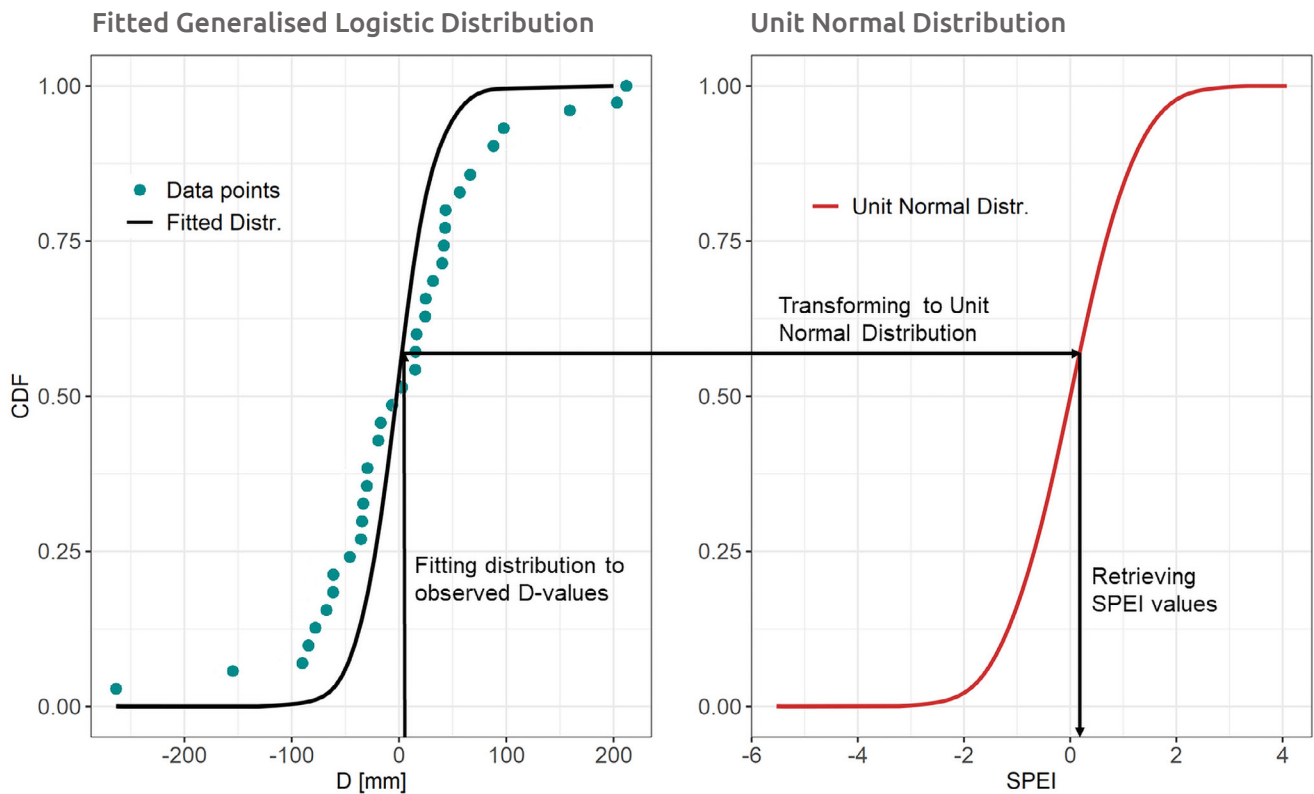 Fitted Generalised Logistic Distribution
CDF
1.00
0.75
0.50
0.25
0.00
Data points
Fitted Distr.
Fitting distribution to
observed D-values
-200
-100
0
100
200
D [mm]
Unit Normal Distribution
1.00
0.75
0.50
0.25
0.00
Unit Normal Distr.
Transforming to Unit
Normal Distribution
Retrieving
SPEI values
-6
-4
-2
0
2
4
SPEI